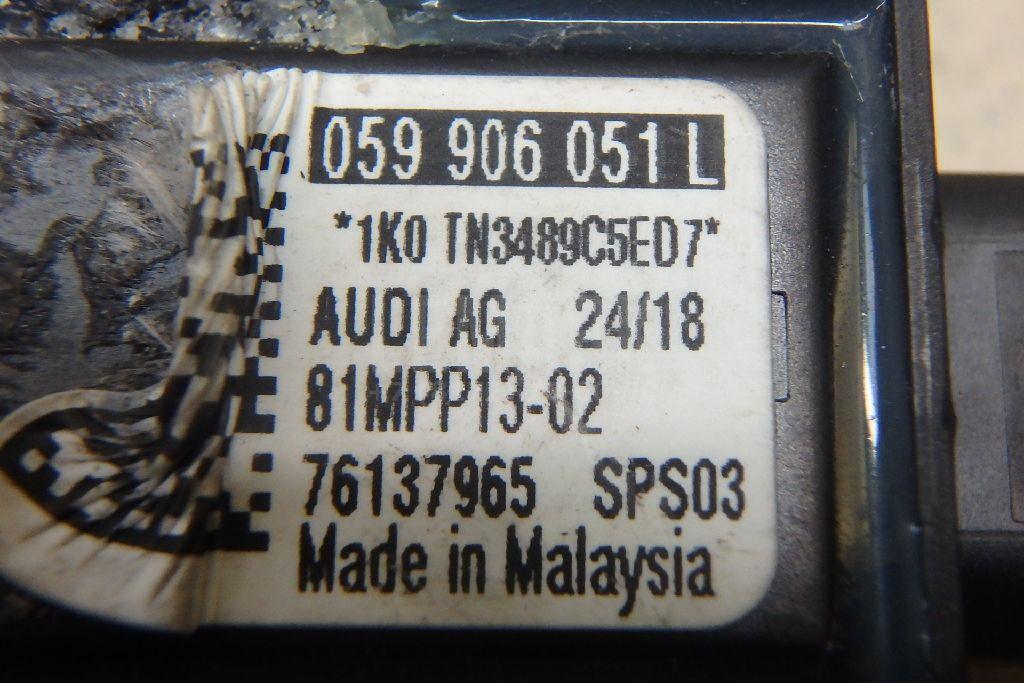 059 906 051 L
*1K0 TN3489C5ED7*
AUDI AG 24/18
81MPP13-02
76137965 SPS03
Made in Malaysia